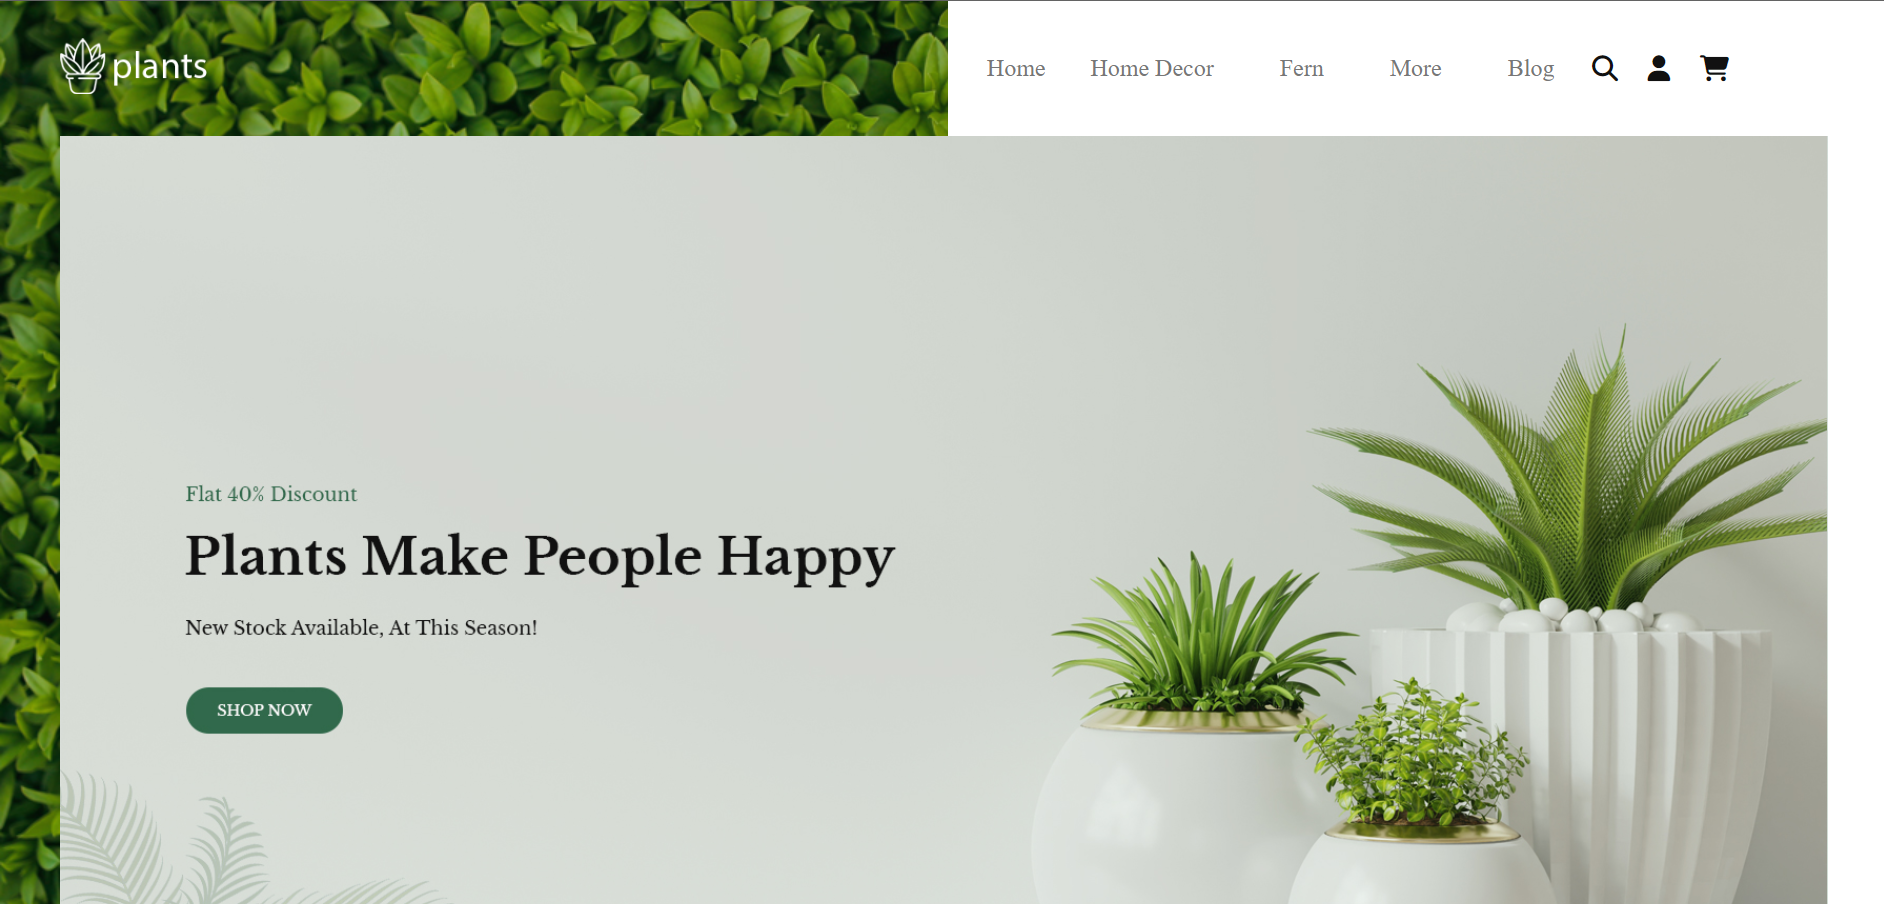 plants
Home Home Decor Fern More Blog
Flat 40% Discount
Plants Make People Happy
New Stock Available, At This Season!
SHOP NOW